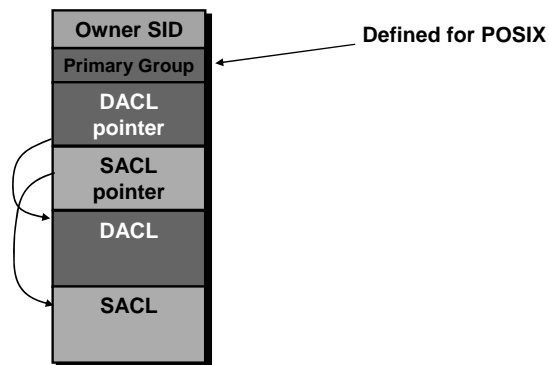 Owner SID
Defined for POSIX
Primary Group
DACL
pointer
SACL
pointer
DACL
SACL